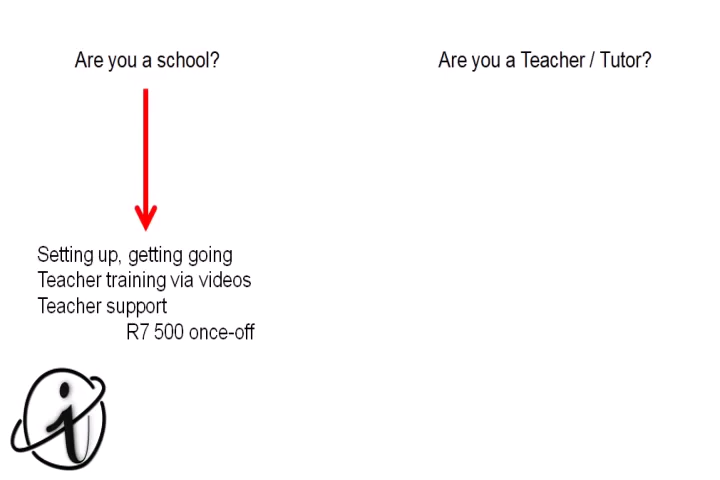 Are you a school?
Are you a Teacher / Tutor?
Setting up, getting going
Teacher training via videos
Teacher support
R7 500 once-off
i